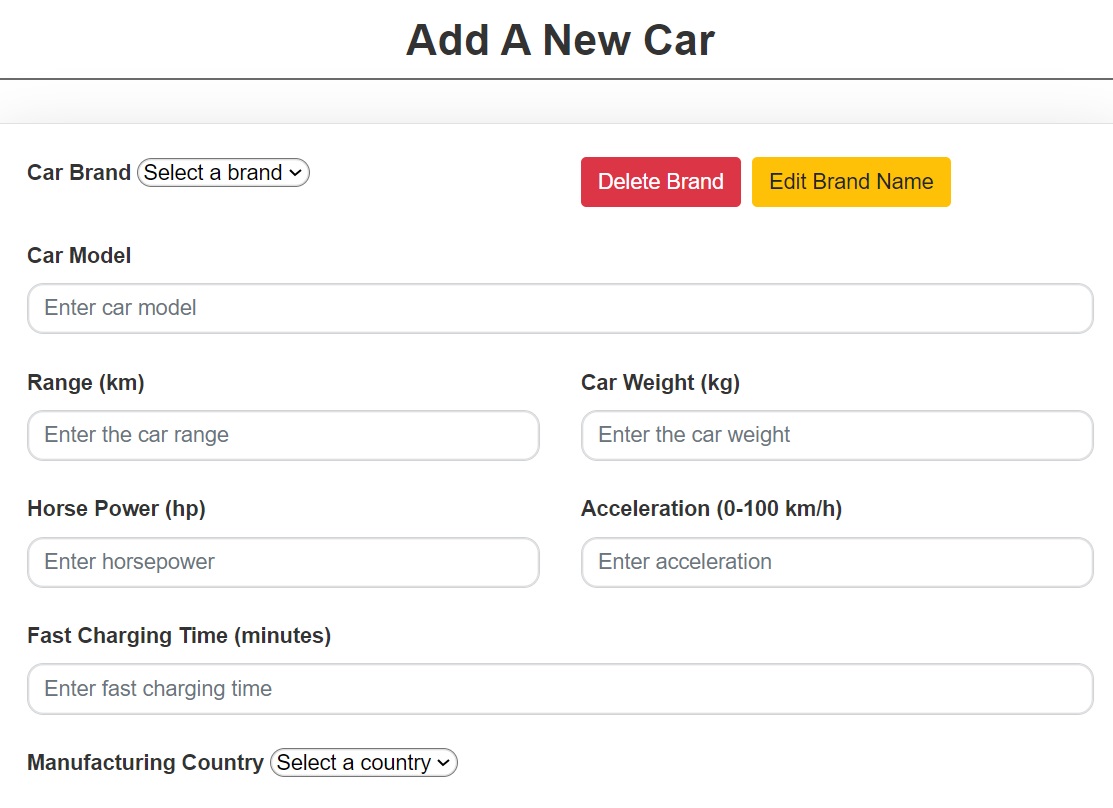 Add A New Car
Car Brand Select a brand
Delete Brand Edit Brand Name
Car Model
Enter car model
Range (km) Car Weight (kg)
Enter the car range Enter the car weight
Horse Power (hp) Acceleration (0-100 km/h)
Enter horsepower Enter acceleration
Fast Charging Time (minutes)
Enter fast charging time
Manufacturing Country Select a country